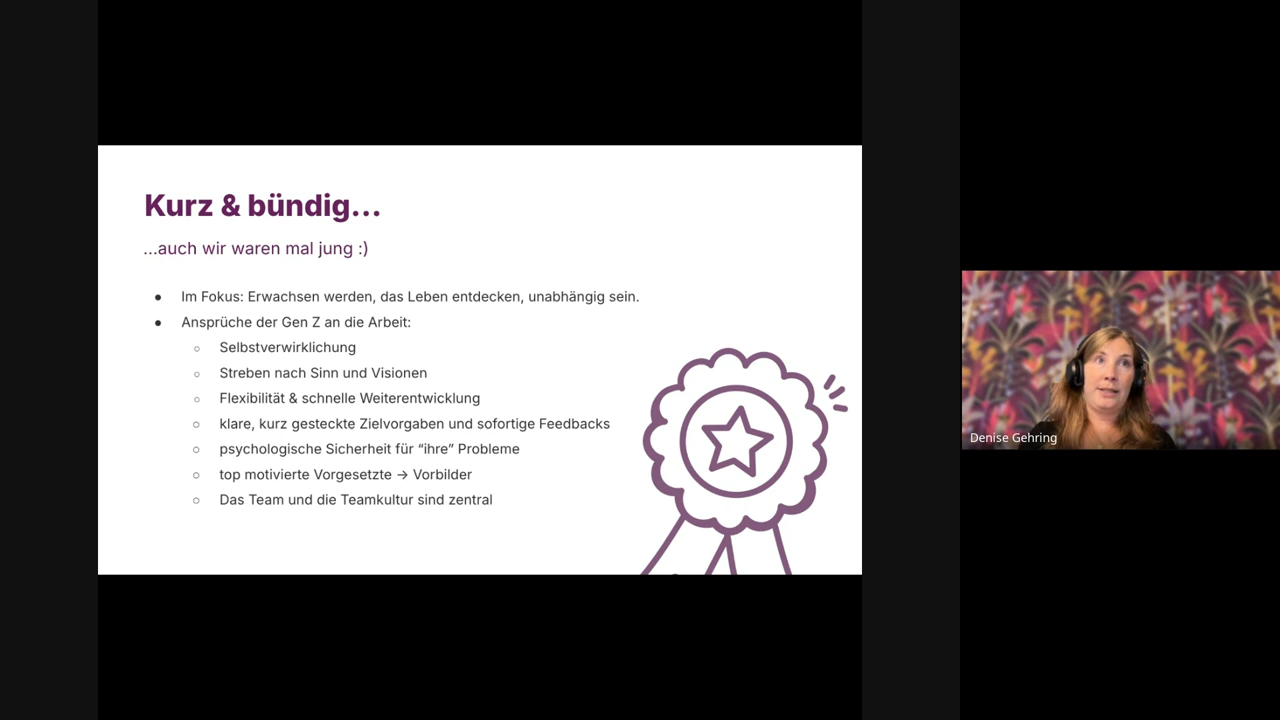 Kurz & bündig...
...auch wir waren mal jung :)
● Im Fokus: Erwachsen werden, das Leben entdecken, unabhängig sein.
● Ansprüche der Gen Z an die Arbeit:
○ Selbstverwirklichung
○ Streben nach Sinn und Visionen
○ Flexibilität & schnelle Weiterentwicklung
○ klare, kurz gesteckte Zielvorgaben und sofortige Feedbacks
○ psychologische Sicherheit für “ihre” Probleme
○ top motivierte Vorgesetzte → Vorbilder
○ Das Team und die Teamkultur sind zentral
Denise Gehring